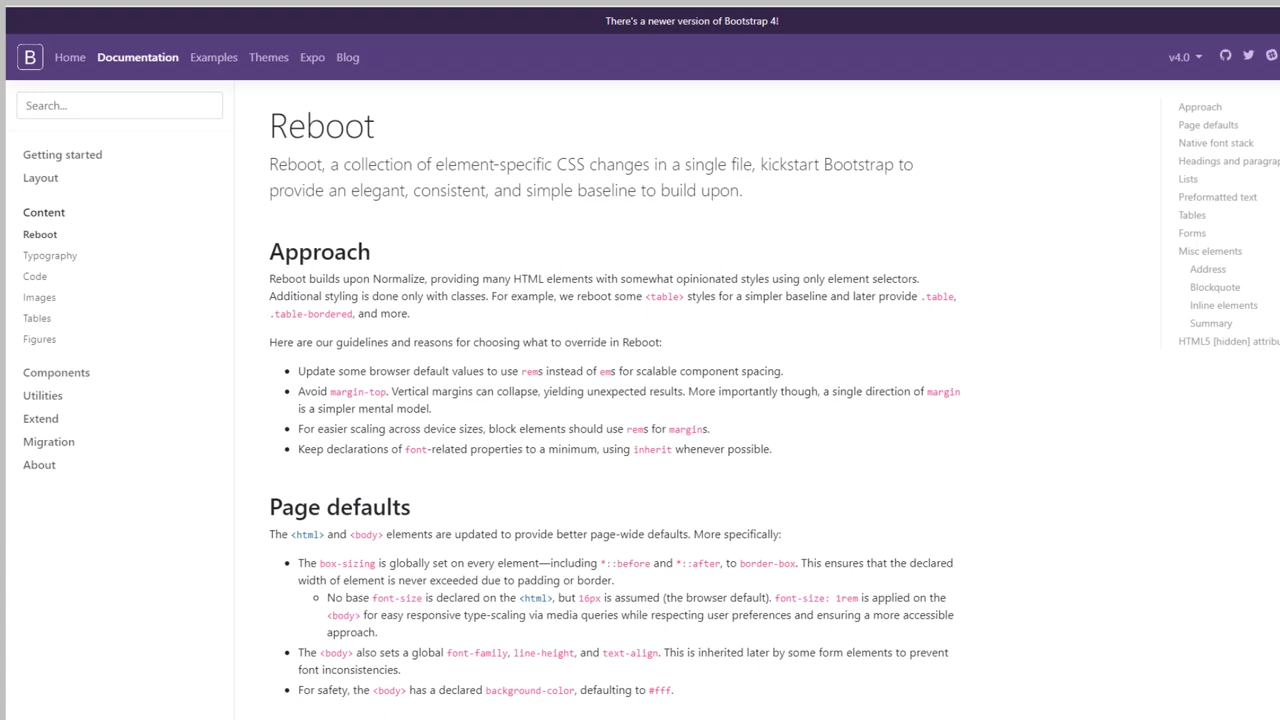 There's a newer version of Bootstrap 4!
B Home Documentation Examples Themes Expo Blog v4.0
Search...
Getting started
Layout
Content
Reboot
Typography
Code
Images
Tables
Figures
Components
Utilities
Extend
Migration
About
Reboot
Reboot, a collection of element-specific CSS changes in a single file, kickstart Bootstrap to
provide an elegant, consistent, and simple baseline to build upon.
Approach
Reboot builds upon Normalize, providing many HTML elements with somewhat opinionated styles using only element selectors.
Additional styling is done only with classes. For example, we reboot some <table> styles for a simpler baseline and later provide .table,
.table-bordered, and more.
Here are our guidelines and reasons for choosing what to override in Reboot:
• Update some browser default values to use rems instead of ems for scalable component spacing.
• Avoid margin-top. Vertical margins can collapse, yielding unexpected results. More importantly though, a single direction of margin
is a simpler mental model.
• For easier scaling across device sizes, block elements should use rems for margins.
• Keep declarations of font-related properties to a minimum, using inherit whenever possible.
Page defaults
The <html> and <body> elements are updated to provide better page-wide defaults. More specifically:
• The box-sizing is globally set on every element—including *::before and *::after, to border-box. This ensures that the declared
width of element is never exceeded due to padding or border.
◦ No base font-size is declared on the <html>, but 16px is assumed (the browser default). font-size: 1rem is applied on the
<body> for easy responsive type-scaling via media queries while respecting user preferences and ensuring a more accessible
approach.
• The <body> also sets a global font-family, line-height, and text-align. This is inherited later by some form elements to prevent
font inconsistencies.
• For safety, the <body> has a declared background-color, defaulting to #fff.
Approach
Page defaults
Native font stack
Headings and paragrap
Lists
Preformatted text
Tables
Forms
Misc elements
Address
Blockquote
Inline elements
Summary
HTML5 [hidden] attribu